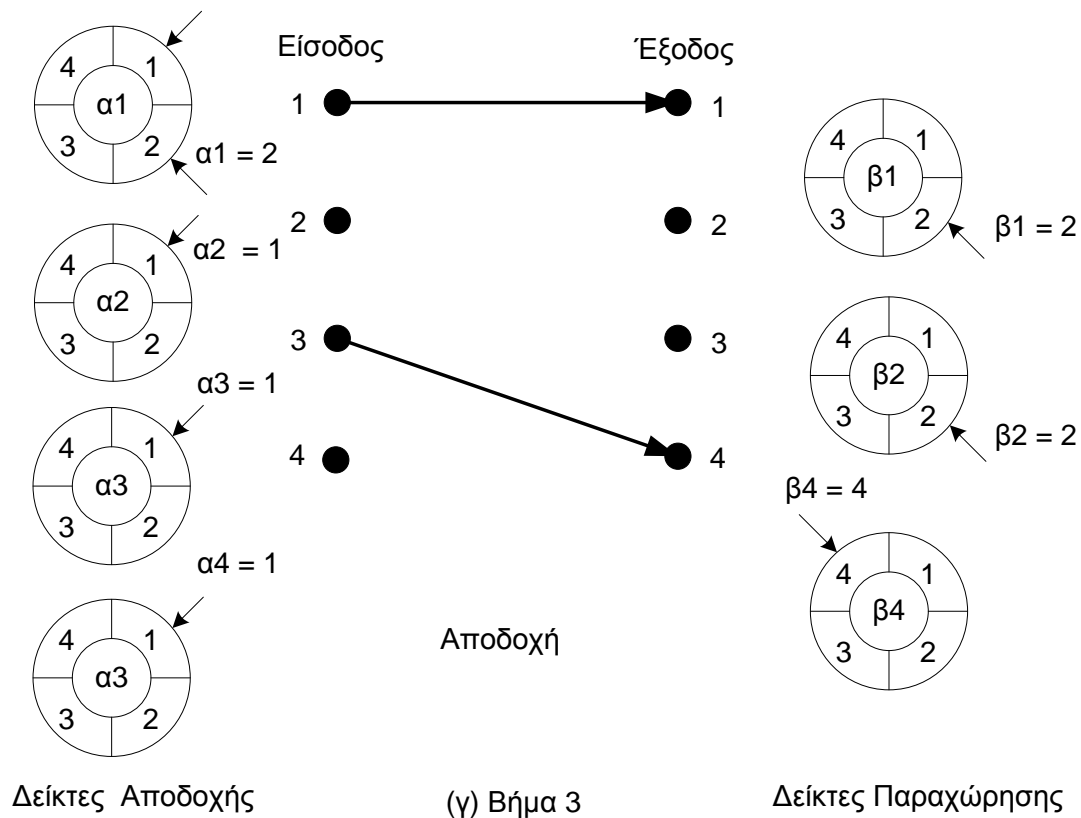 Είσοδος
Έξοδος
4 1
α1
3 2
α1 = 2
4 1
α2
3 2
α2 = 1
4 1
α3
3 2
α3 = 1
4 1
α3
3 2
α4 = 1
1
2
3
4
1
2
3
4
4 1
β1
3 2
β1 = 2
4 1
β2
3 2
β2 = 2
β4 = 4
4 1
β4
3 2
Αποδοχή
Δείκτες Αποδοχής
(γ) Βήμα 3
Δείκτες Παραχώρησης